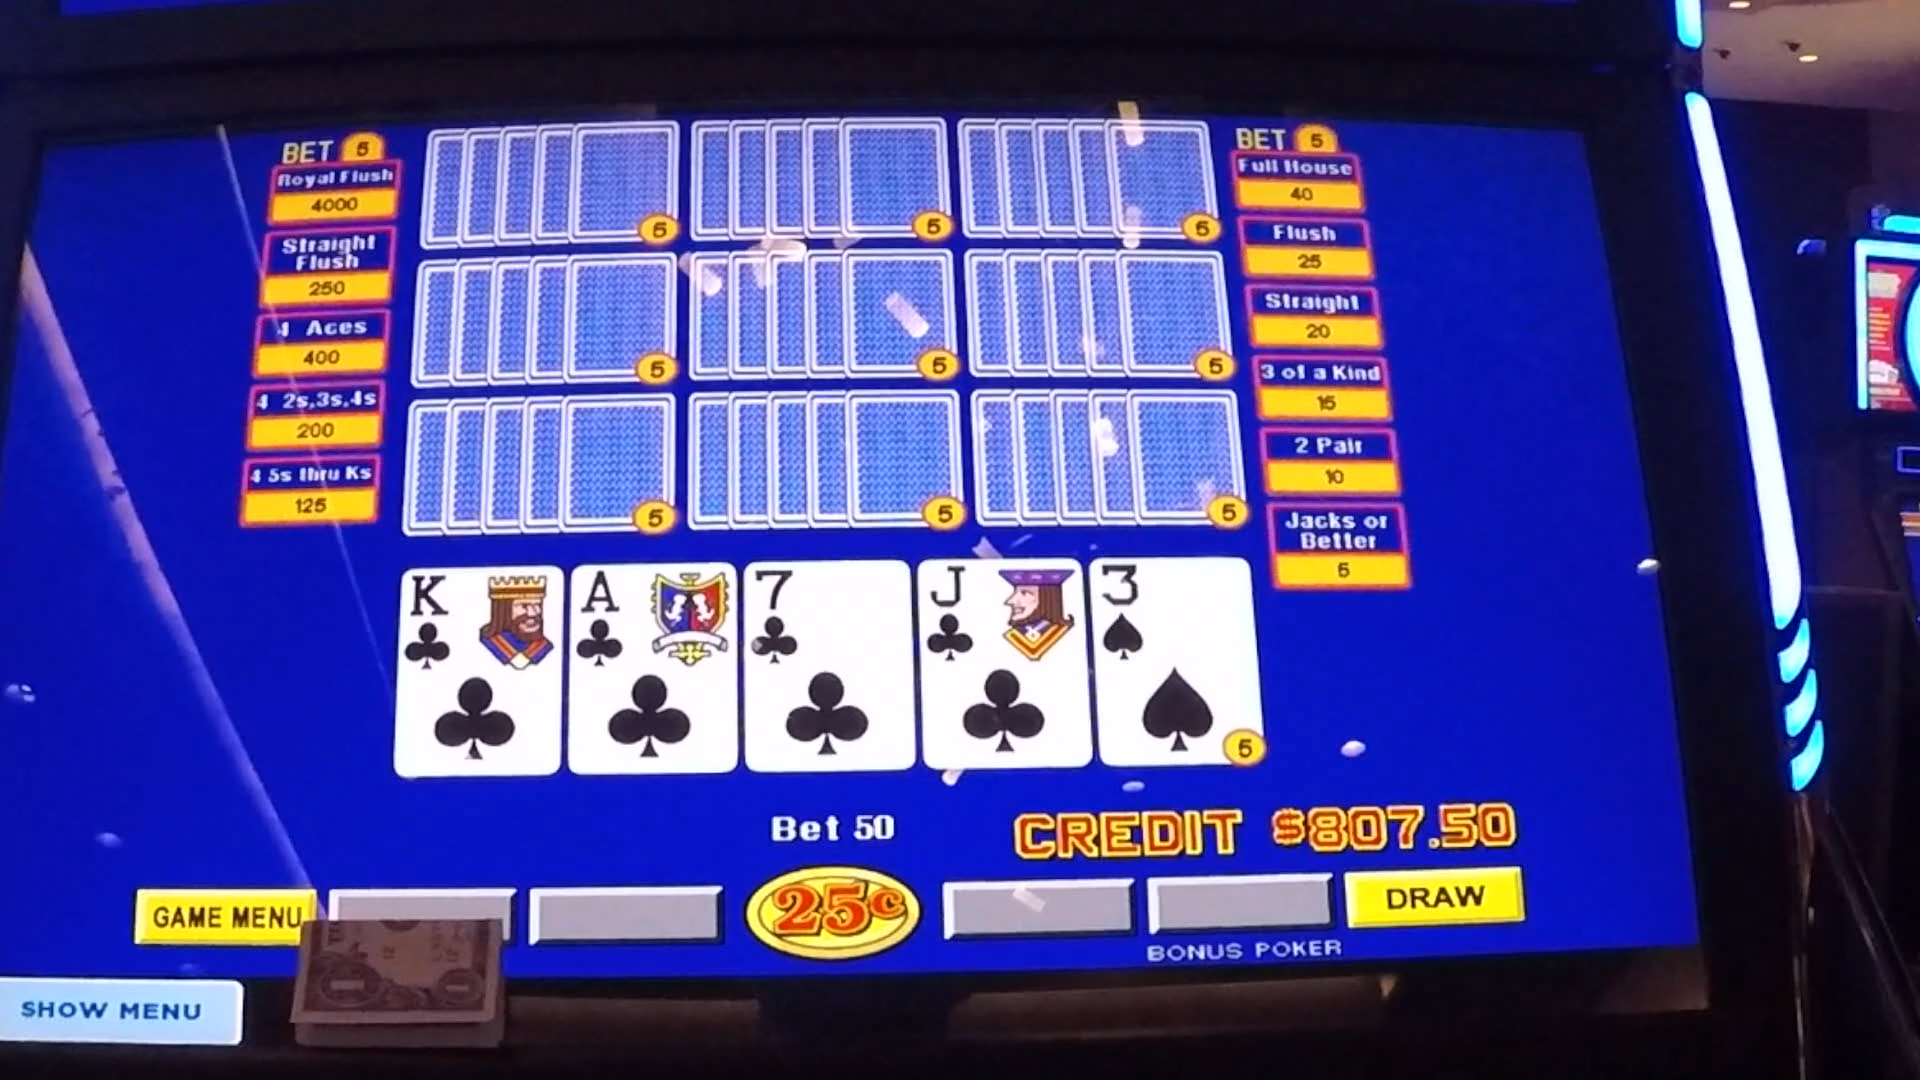 BET 5
Royal Flush
4000
Straight
Flush
250
4 Aces
400
4 2s,3s,4s
200
4 5s thru Ks
125
5
5
5
5
5
5
5
5
5
BET 5
Full House
40
Flush
25
Straight
20
3 of a Kind
15
2 Pair
10
Jacks or
Better
5
K
A
7
J
3
5
Bet 50
CREDIT $807.50
GAME MENU
25¢
DRAW
BONUS POKER
SHOW MENU